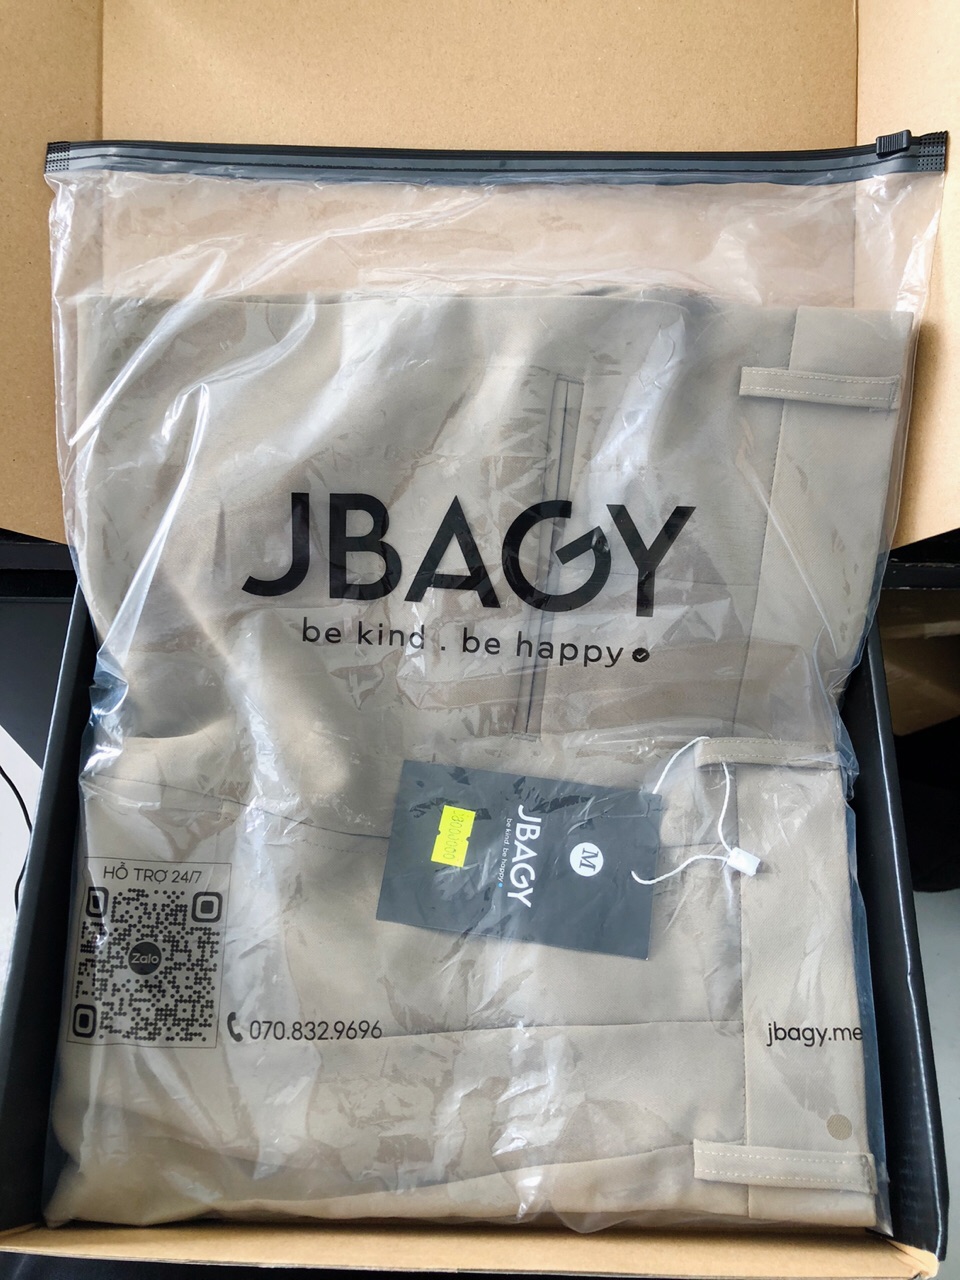 JBAGY
be kind . be happy
M
JBAGY
be kind . be happy
HỖ TRỢ 24/7
Zalo
070.832.9696
jbagy.me